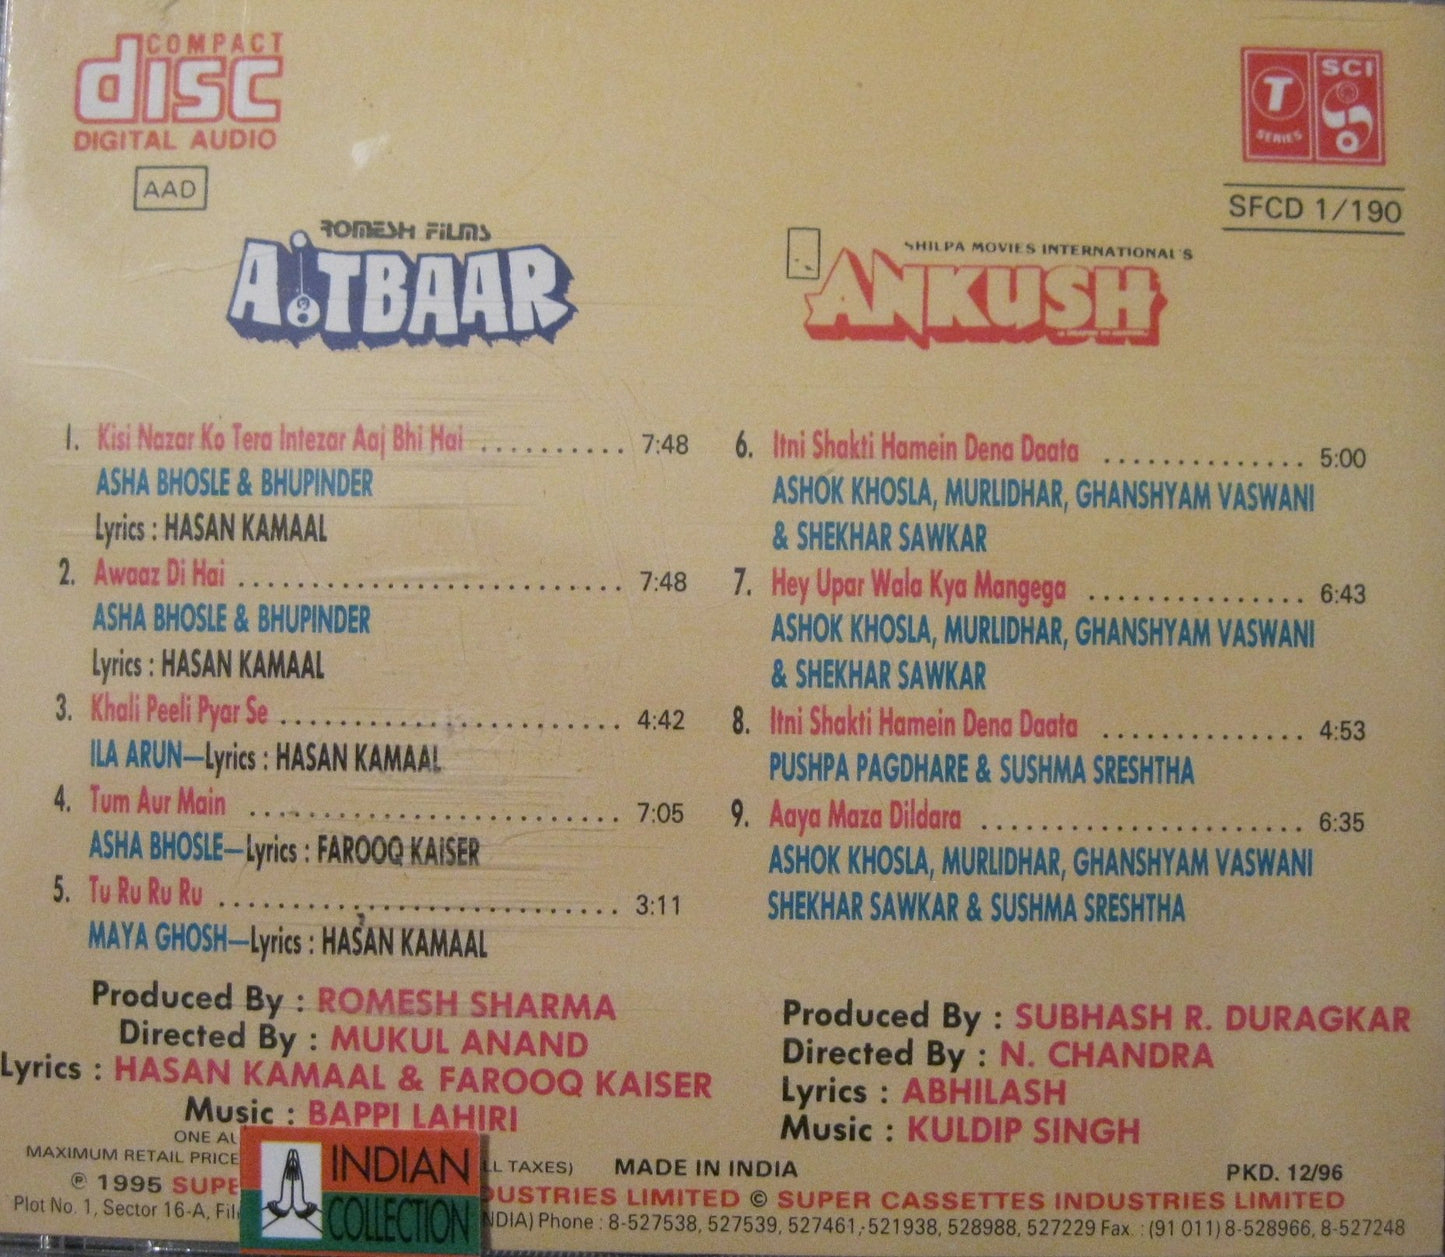 COMPACT
disc
DIGITAL AUDIO
AAD
T
SERIES
SCI
SFCD 1/190
ROMESH FILMS
AITBAAR
SHILPA MOVIES INTERNATIONAL'S
ANKUSH
1. Kisi Nazar Ko Tera Intezar Aaj Bhi Hai .......... 7:48
ASHA BHOSLE & BHUPINDER
Lyrics : HASAN KAMAAL
2. Awaaz Di Hai .......................... 7:48
ASHA BHOSLE & BHUPINDER
Lyrics : HASAN KAMAAL
3. Khali Peeli Pyar Se ......................... 4:42
ILA ARUN—Lyrics : HASAN KAMAAL
4. Tum Aur Main ......................... 7:05
ASHA BHOSLE—Lyrics : FAROOQ KAISER
5. Tu Ru Ru Ru ........................... 3:11
MAYA GHOSH—Lyrics : HASAN KAMAAL
Produced By : ROMESH SHARMA
Directed By : MUKUL ANAND
Lyrics : HASAN KAMAAL & FAROOQ KAISER
Music : BAPPI LAHIRI
6. Itni Shakti Hamein Dena Daata .............. 5:00
ASHOK KHOSLA, MURLIDHAR, GHANSHYAM VASWANI
& SHEKHAR SAWKAR
7. Hey Upar Wala Kya Mangega ............... 6:43
ASHOK KHOSLA, MURLIDHAR, GHANSHYAM VASWANI
& SHEKHAR SAWKAR
8. Itni Shakti Hamein Dena Daata .............. 4:53
PUSHPA PAGDHARE & SUSHMA SRESHTHA
9. Aaya Maza Dildara ...................... 6:35
ASHOK KHOSLA, MURLIDHAR, GHANSHYAM VASWANI
SHEKHAR SAWKAR & SUSHMA SRESHTHA
Produced By : SUBHASH R. DURAGKAR
Directed By : N. CHANDRA
Lyrics : ABHILASH
Music : KULDIP SINGH
ONE
MAXIMUM RETAIL PRICE TAXES) MADE IN INDIA PKD. 12/96
℗ 1995 LIMITED © SUPER CASSETTES INDUSTRIES LIMITED
Plot No. 1, Sector 16-A, Phone : 8-527538, 527539, 527461,-521938, 528988, 527229 Fax. : (91 011) 8-528966, 8-527248
INDIAN
COLLECTION